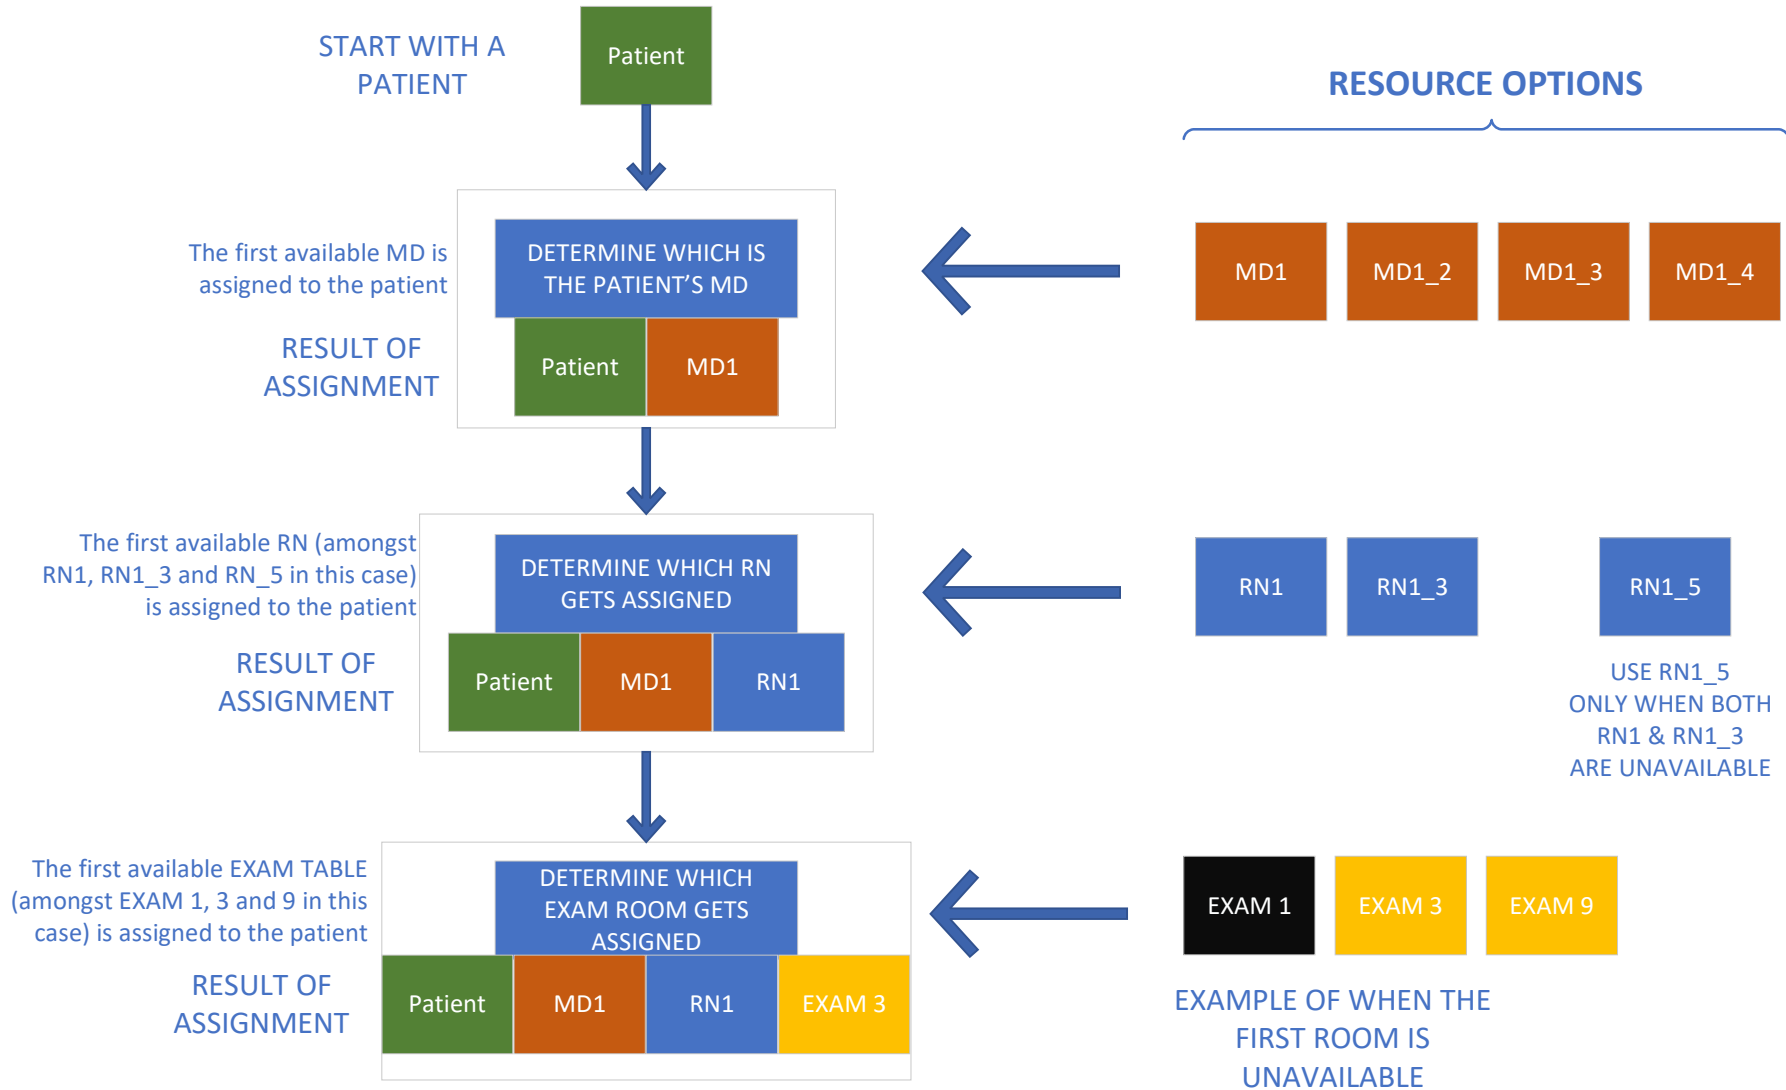 START WITH A
PATIENT
Patient
RESOURCE OPTIONS
The first available MD is
assigned to the patient
DETERMINE WHICH IS
THE PATIENT’S MD
MD1
MD1_2
MD1_3
MD1_4
RESULT OF
ASSIGNMENT
Patient
MD1
The first available RN (amongst
RN1, RN1_3 and RN_5 in this case)
is assigned to the patient
DETERMINE WHICH RN
GETS ASSIGNED
RN1
RN1_3
RN1_5
RESULT OF
ASSIGNMENT
Patient
MD1
RN1
USE RN1_5
ONLY WHEN BOTH
RN1 & RN1_3
ARE UNAVAILABLE
The first available EXAM TABLE
(amongst EXAM 1, 3 and 9 in this
case) is assigned to the patient
DETERMINE WHICH
EXAM ROOM GETS
ASSIGNED
EXAM 1
EXAM 3
EXAM 9
RESULT OF
ASSIGNMENT
Patient
MD1
RN1
EXAM 3
EXAMPLE OF WHEN THE
FIRST ROOM IS
UNAVAILABLE